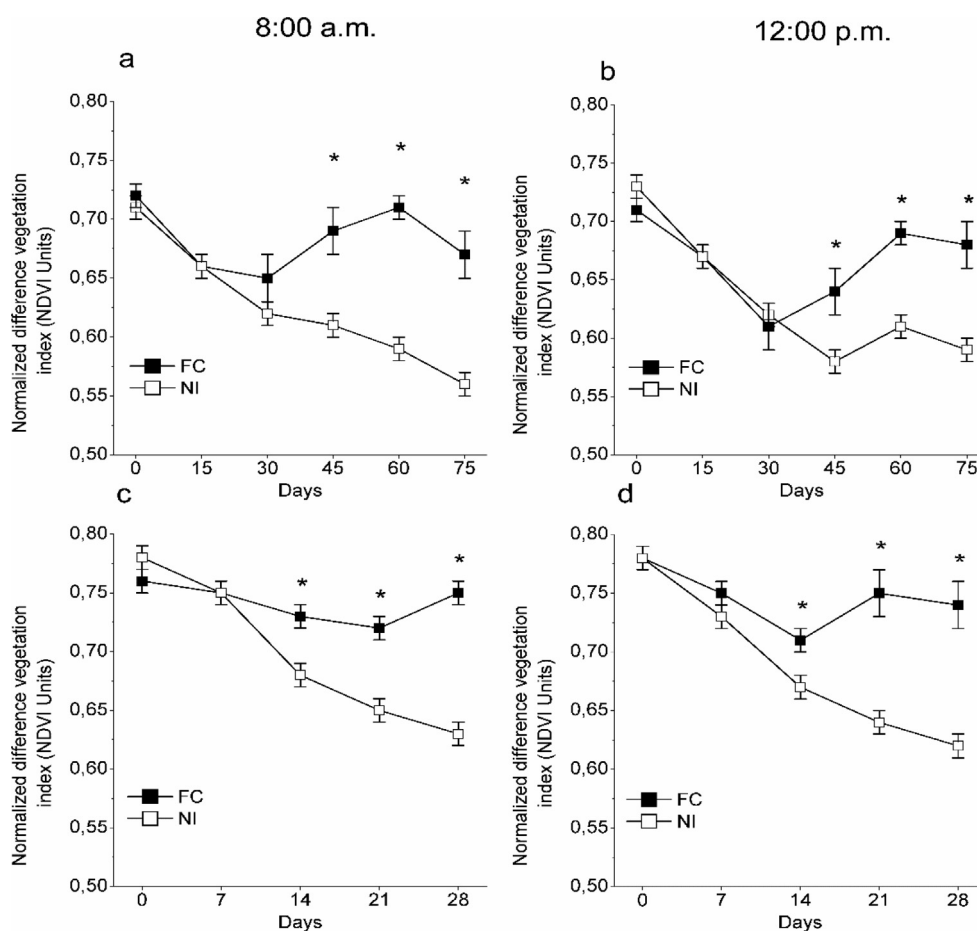 8:00 a.m.
12:00 p.m.
a
Normalized difference vegetation
index (NDVI Units)
0,80
0,75
0,70
0,65
0,60
0,55
0,50
*
*
*
FC
NI
0 15 30 45 60 75
Days
b
Normalized difference vegetation
index (NDVI Units)
0,80
0,75
0,70
0,65
0,60
0,55
0,50
*
*
*
FC
NI
0 15 30 45 60 75
Days
c
Normalized difference vegetation
index (NDVI Units)
0,80
0,75
0,70
0,65
0,60
0,55
0,50
*
*
*
FC
NI
0 7 14 21 28
Days
d
Normalized difference vegetation
index (NDVI Units)
0,80
0,75
0,70
0,65
0,60
0,55
0,50
*
*
*
FC
NI
0 7 14 21 28
Days